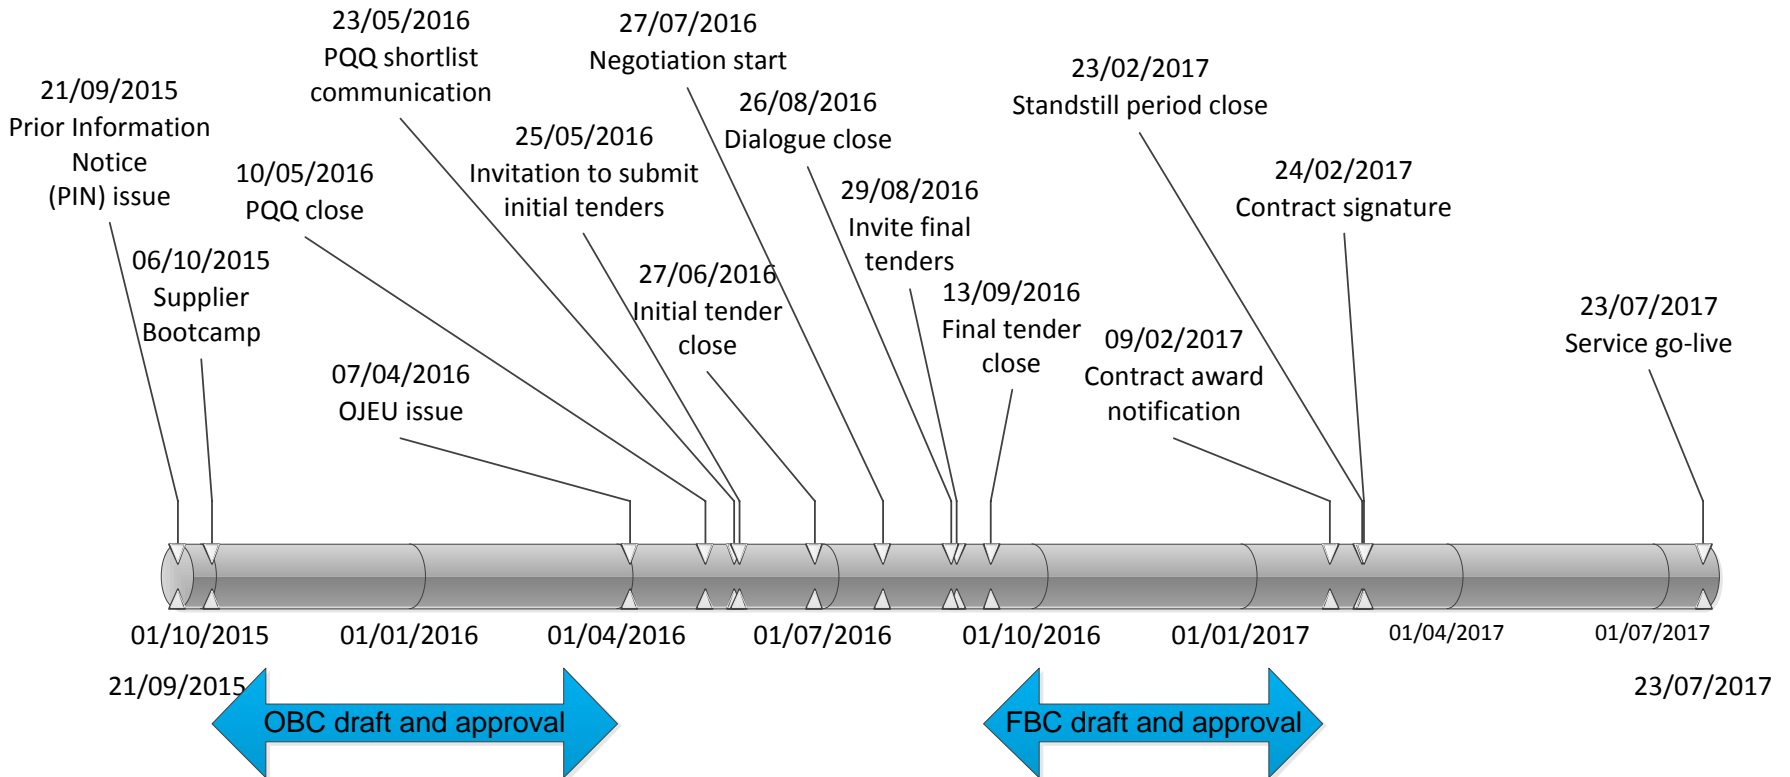 21/09/2015
Prior Information
Notice
(PIN) issue
06/10/2015
Supplier
Bootcamp
10/05/2016
PQQ close
23/05/2016
PQQ shortlist
communication
07/04/2016
OJEU issue
25/05/2016
Invitation to submit
initial tenders
27/07/2016
Negotiation start
27/06/2016
Initial tender
close
26/08/2016
Dialogue close
29/08/2016
Invite final
tenders
13/09/2016
Final tender
close
23/02/2017
Standstill period close
09/02/2017
Contract award
notification
24/02/2017
Contract signature
23/07/2017
Service go-live
01/10/2015
01/01/2016
01/04/2016
01/07/2016
01/10/2016
01/01/2017
01/04/2017
01/07/2017
21/09/2015
23/07/2017
OBC draft and approval
FBC draft and approval